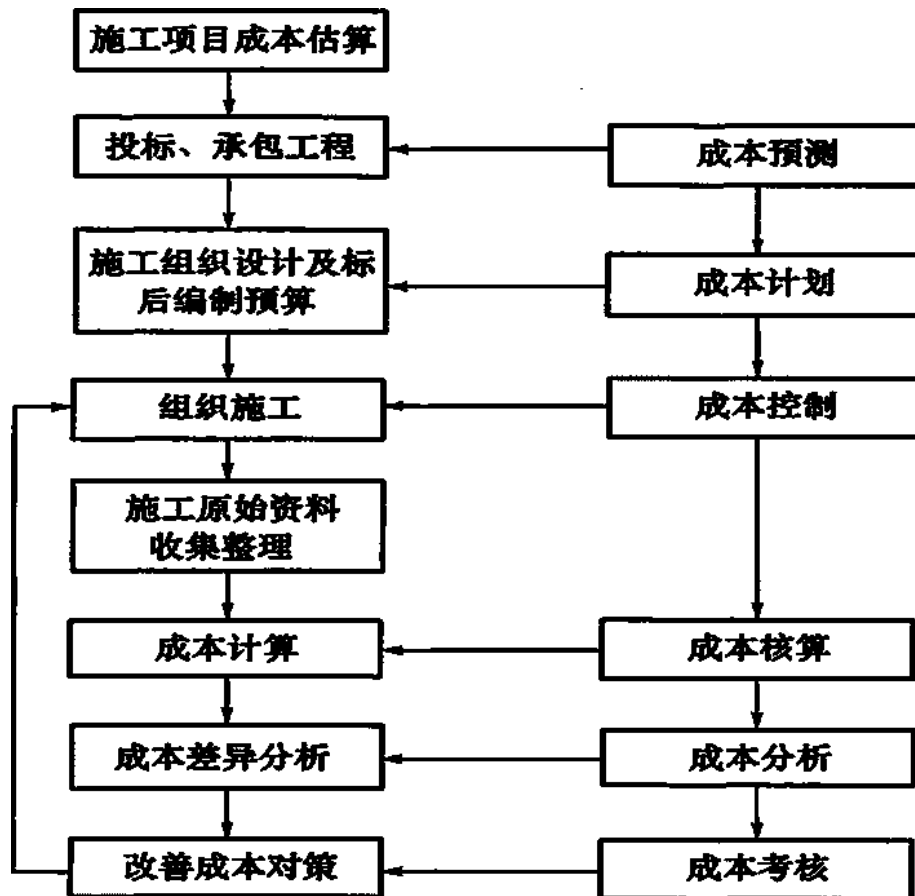 施工项目成本估算
投标、承包工程
成本预测
施工组织设计及标
后编制预算
成本计划
组织施工
成本控制
施工原始资料
收集整理
成本计算
成本核算
成本差异分析
成本分析
改善成本对策
成本考核